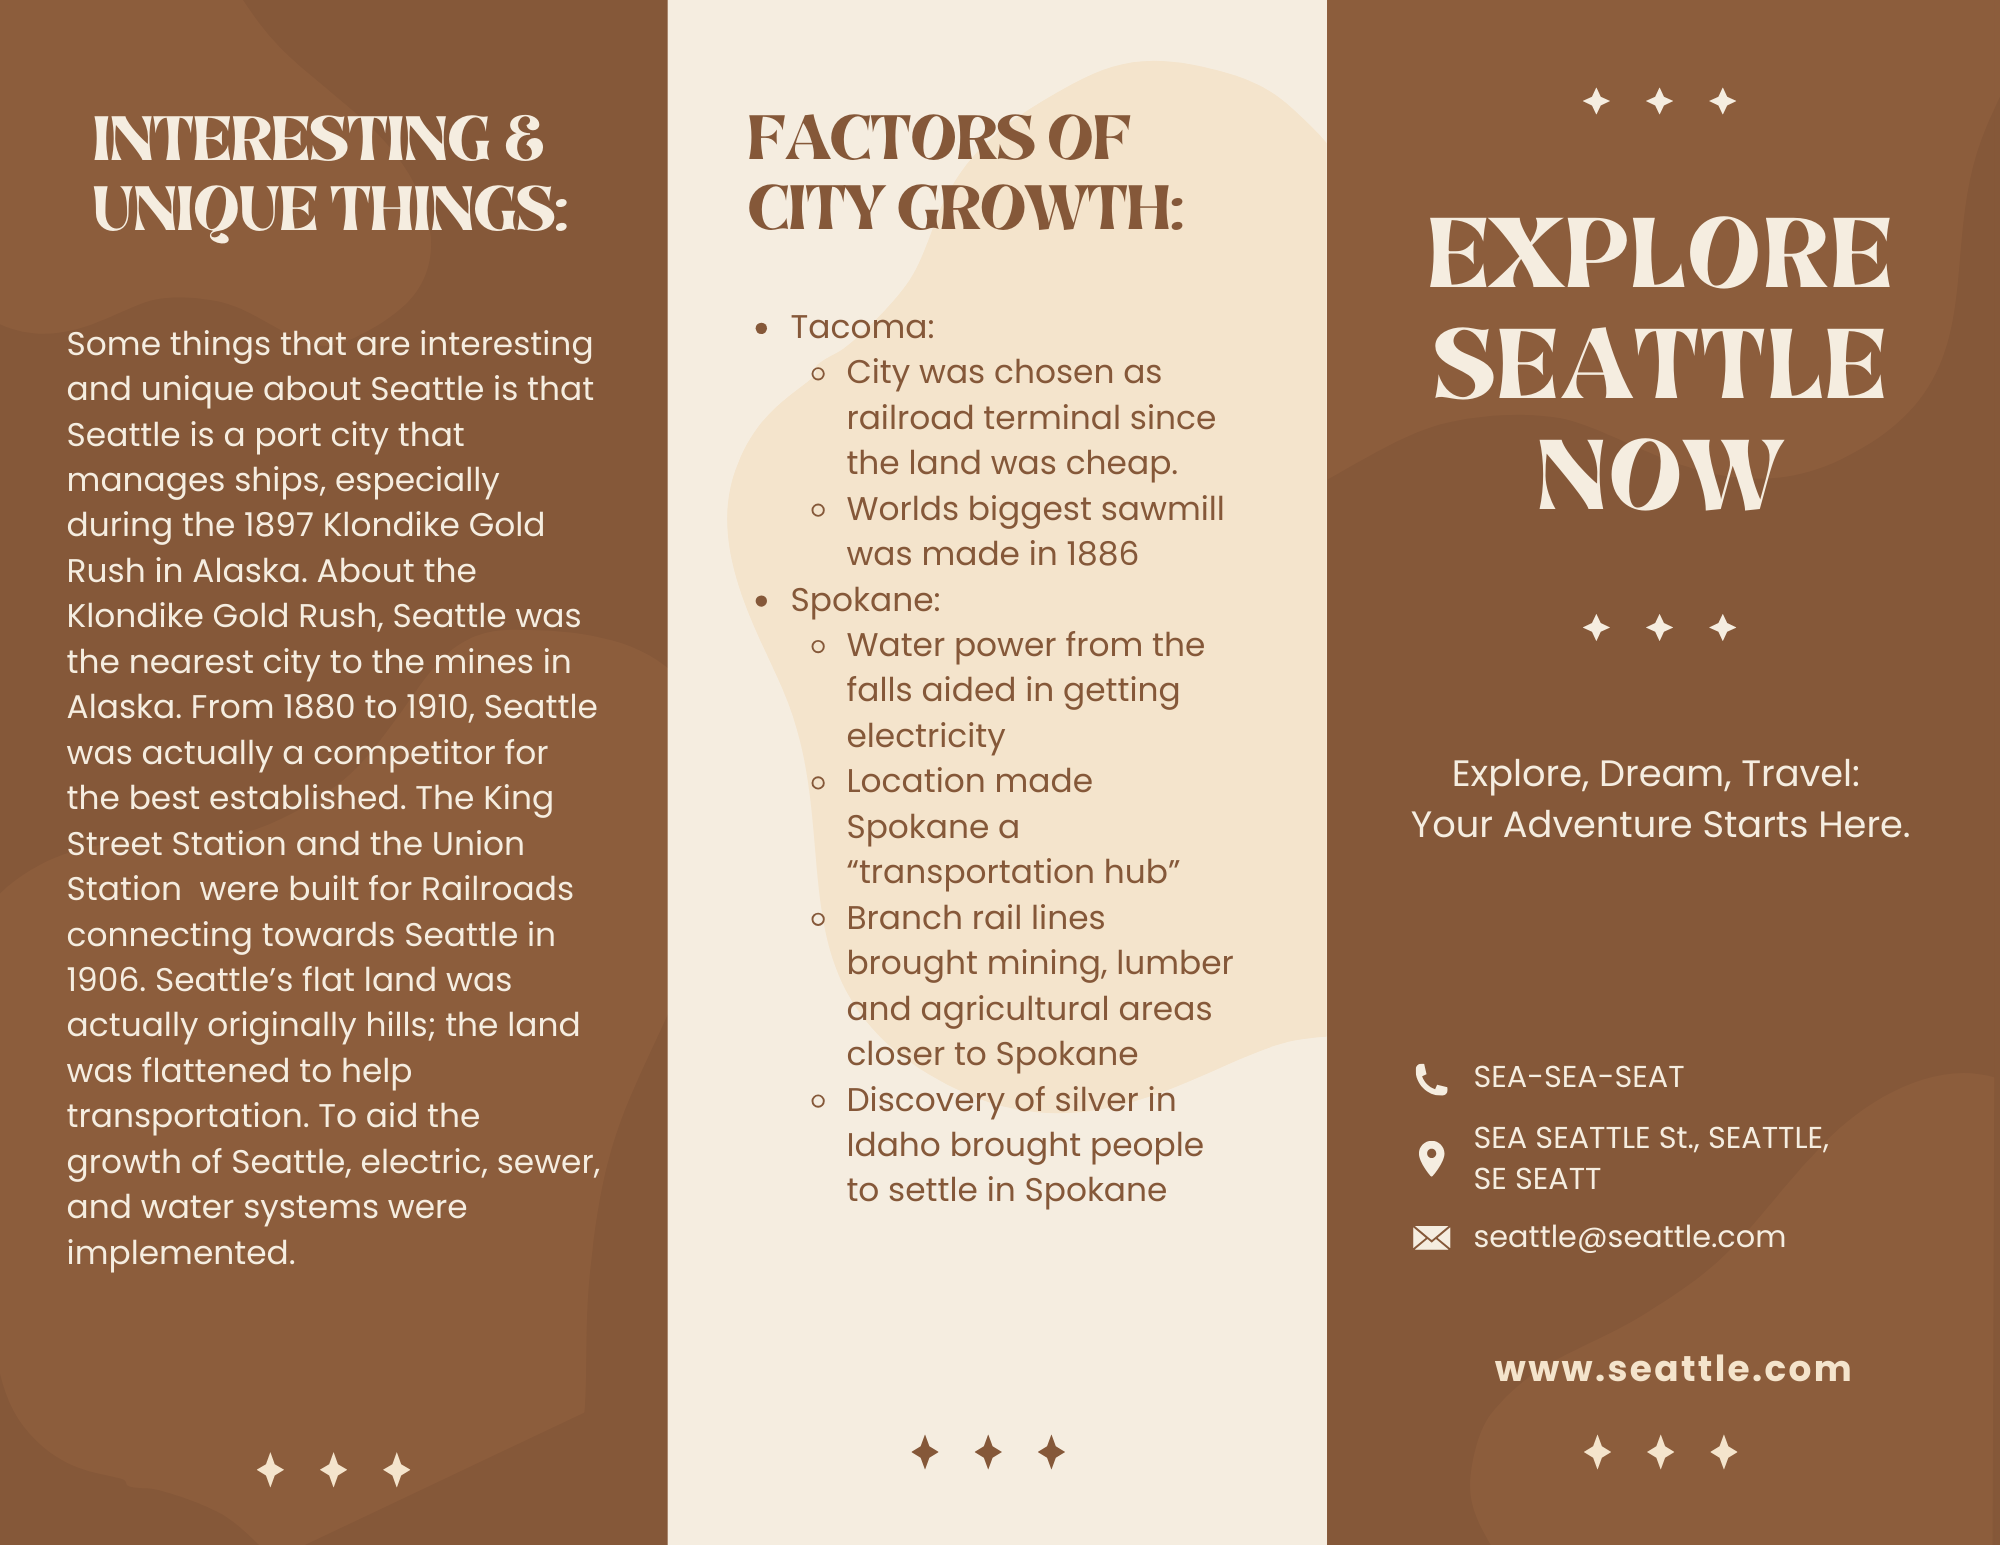 INTERESTING &
UNIQUE THINGS:
Some things that are interesting
and unique about Seattle is that
Seattle is a port city that
manages ships, especially
during the 1897 Klondike Gold
Rush in Alaska. About the
Klondike Gold Rush, Seattle was
the nearest city to the mines in
Alaska. From 1880 to 1910, Seattle
was actually a competitor for
the best established. The King
Street Station and the Union
Station  were built for Railroads
connecting towards Seattle in
1906. Seattle’s flat land was
actually originally hills; the land
was flattened to help
transportation. To aid the
growth of Seattle, electric, sewer,
and water systems were
implemented.
FACTORS OF
CITY GROWTH:
• Tacoma:
◦ City was chosen as
railroad terminal since
the land was cheap.
◦ Worlds biggest sawmill
was made in 1886
• Spokane:
◦ Water power from the
falls aided in getting
electricity
◦ Location made
Spokane a
“transportation hub”
◦ Branch rail lines
brought mining, lumber
and agricultural areas
closer to Spokane
◦ Discovery of silver in
Idaho brought people
to settle in Spokane
EXPLORE
SEATTLE
NOW
Explore, Dream, Travel:
Your Adventure Starts Here.
SEA-SEA-SEAT
SEA SEATTLE St., SEATTLE,
SE SEATT
seattle@seattle.com
www.seattle.com